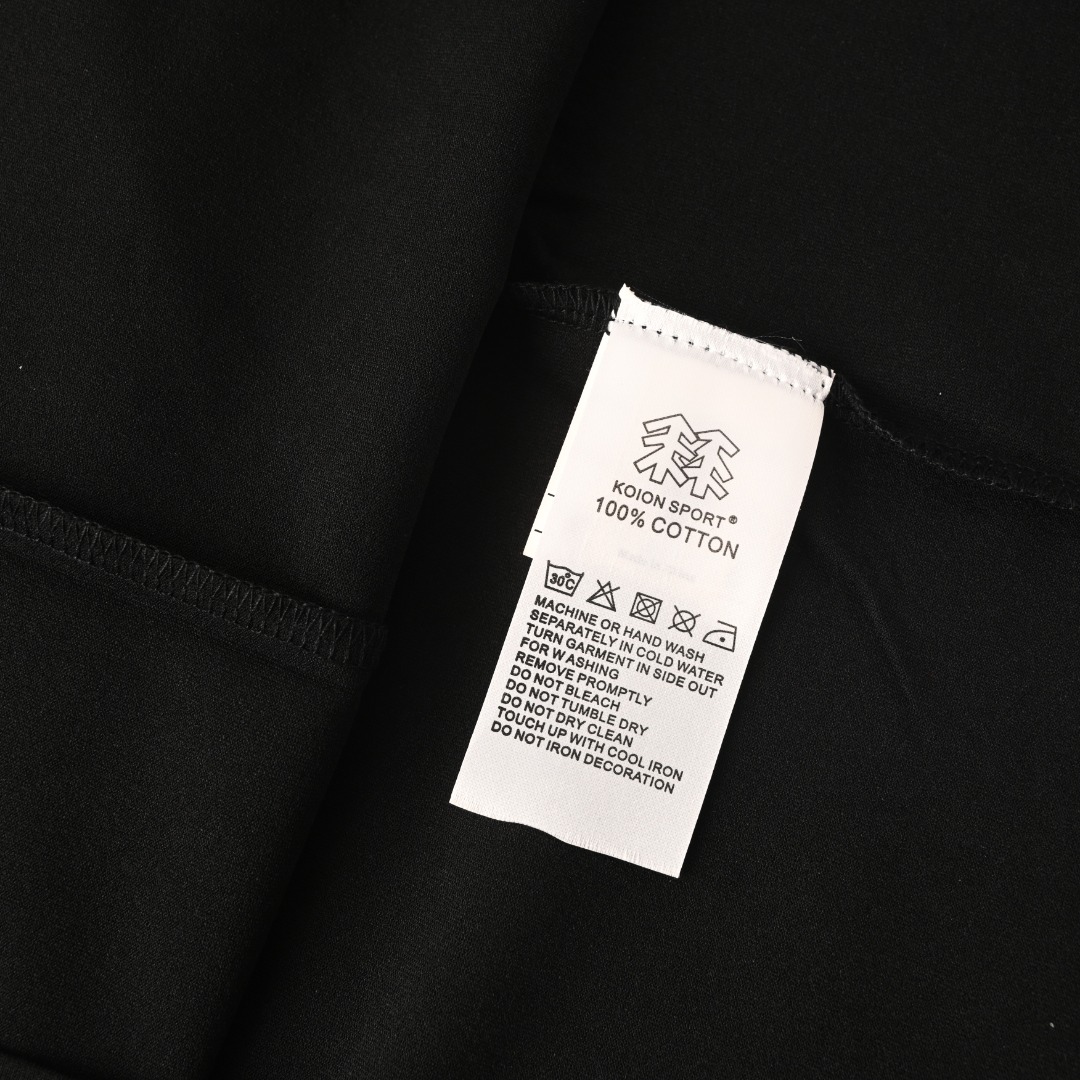 KOION SPORT®
100% COTTON
30°C
MACHINE OR HAND WASH
SEPARATELY IN COLD WATER
TURN GARMENT IN SIDE OUT
FOR WASHING
REMOVE PROMPTLY
DO NOT BLEACH
DO NOT TUMBLE DRY
DO NOT DRY CLEAN
TOUCH UP WITH COOL IRON
DO NOT IRON DECORATION